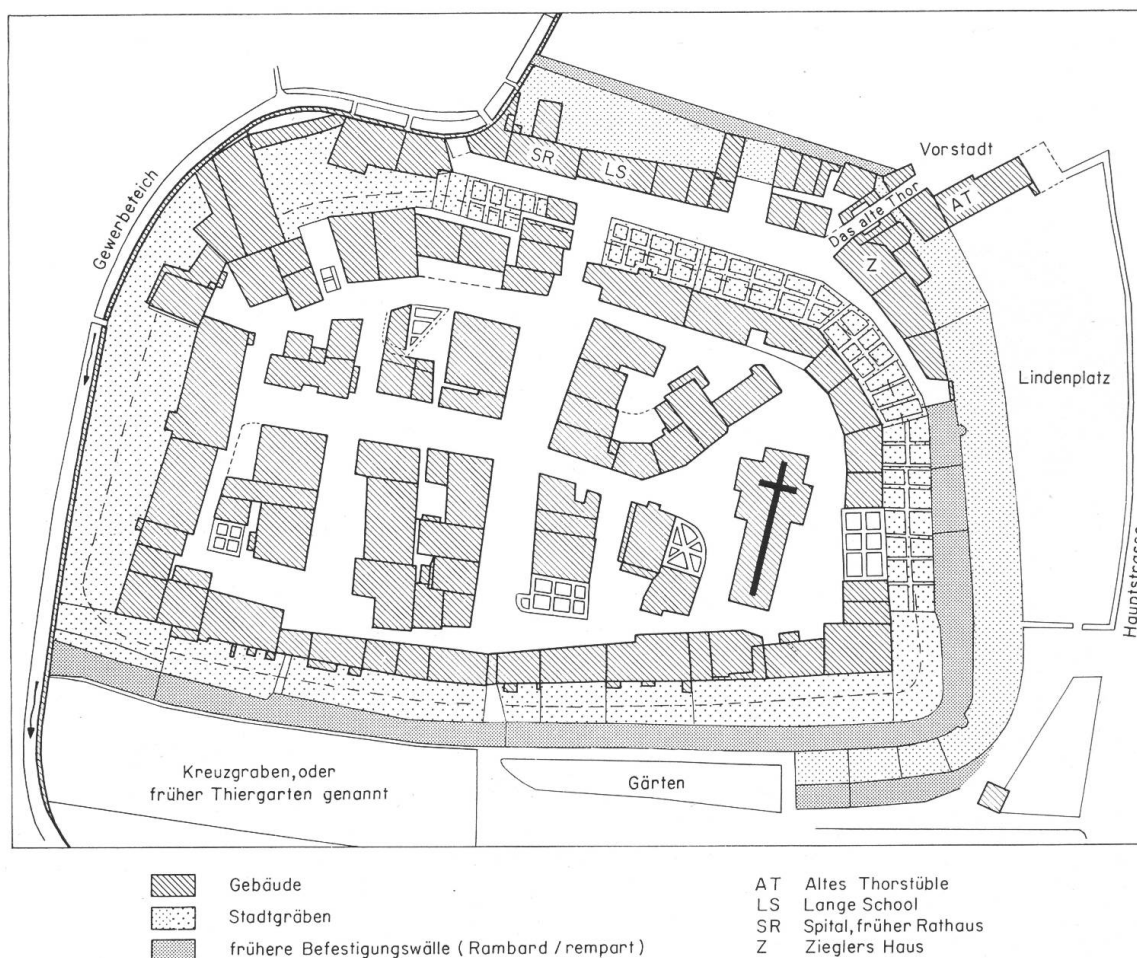 SR
LS
Vorstadt
AT
Das alte Thor
Z
Gewerbeteich
Lindenplatz
Hauptstrasse
Kreuzgraben, oder
früher Thiergarten genannt
Gärten
Gebäude
Stadtgräben
frühere Befestigungswälle (Rambard / rempart)
AT Altes Thorstüble
LS Lange School
SR Spital, früher Rathaus
Z Zieglers Haus